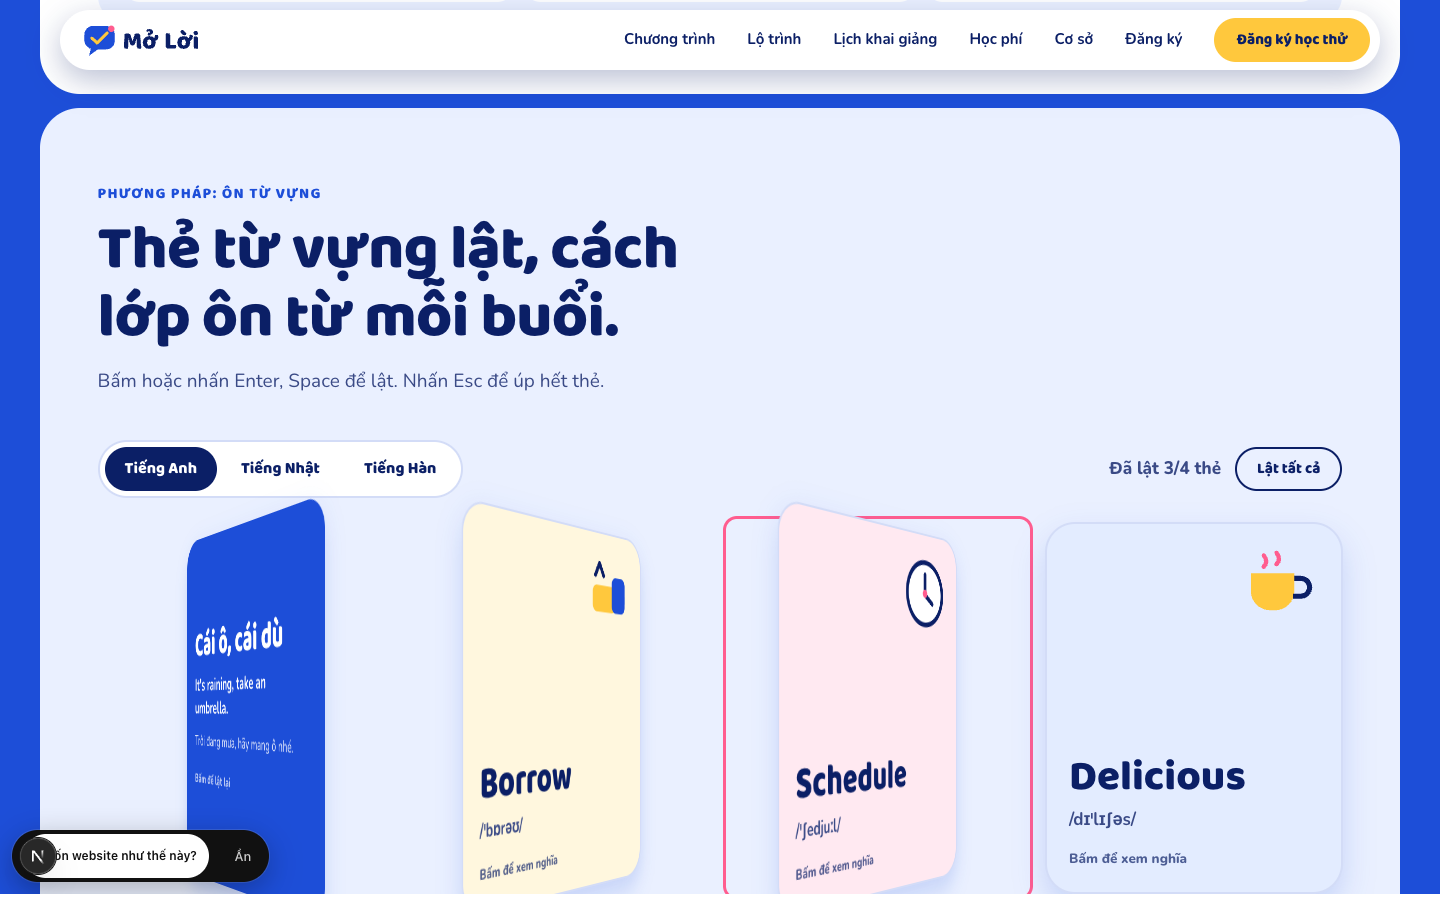 Mở Lời
Chương trình
Lộ trình
Lịch khai giảng
Học phí
Cơ sở
Đăng ký
Đăng ký học thử
PHƯƠNG PHÁP: ÔN TỪ VỰNG
Thẻ từ vựng lật, cách
lớp ôn từ mỗi buổi.
Bấm hoặc nhấn Enter, Space để lật. Nhấn Esc để úp hết thẻ.
Tiếng Anh
Tiếng Nhật
Tiếng Hàn
Đã lật 3/4 thẻ
Lật tất cả
Cái ô, cái dù
It's raining, take an
umbrella.
Trời đang mưa, hãy mang ô nhé.
Bấm để lật lại
Borrow
/ˈbɒrəʊ/
Bấm để xem nghĩa
Schedule
/ˈʃedjuːl/
Bấm để xem nghĩa
Delicious
/dɪˈlɪʃəs/
Bấm để xem nghĩa
N
website như thế này?
Ẩn